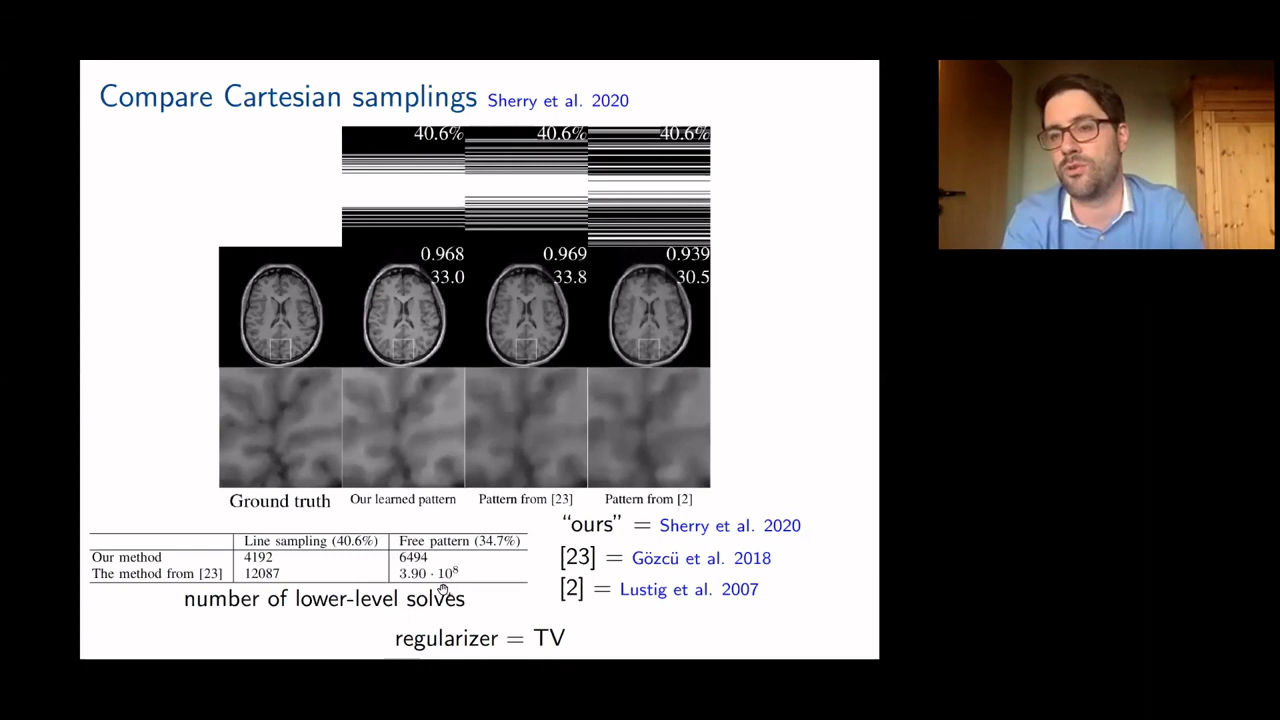 Compare Cartesian samplings Sherry et al. 2020
40.6% 40.6% 40.6%
0.968 0.969 0.939
33.0 33.8 30.5
Ground truth Our learned pattern Pattern from [23] Pattern from [2]
Line sampling (40.6%) Free pattern (34.7%)
Our method 4192 6494
The method from [23] 12087 3.90 · 10⁸
number of lower-level solves
"ours" = Sherry et al. 2020
[23] = Gözcü et al. 2018
[2] = Lustig et al. 2007
regularizer = TV